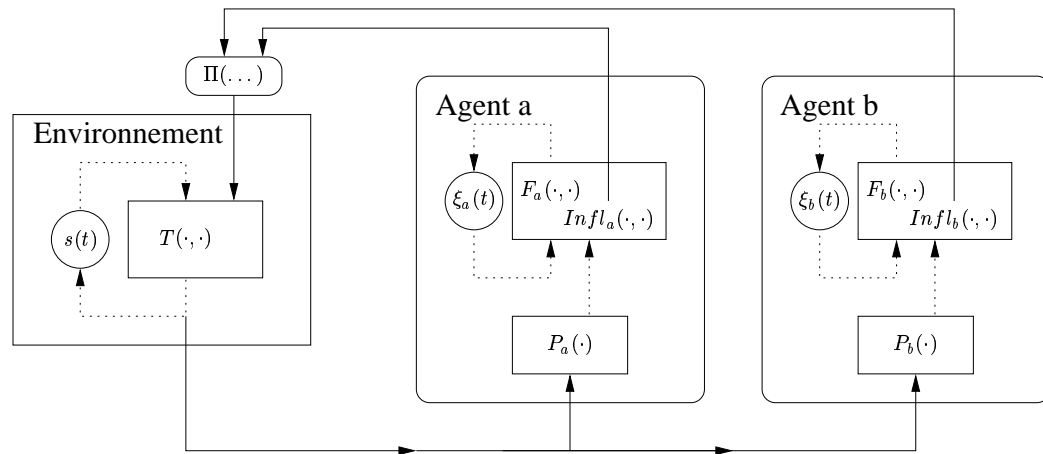 Π(...)
Environnement
s(t)
T(·,·)
Agent a
ξ_a(t)
F_a(·,·)
Infl_a(·,·)
P_a(·)
Agent b
ξ_b(t)
F_b(·,·)
Infl_b(·,·)
P_b(·)